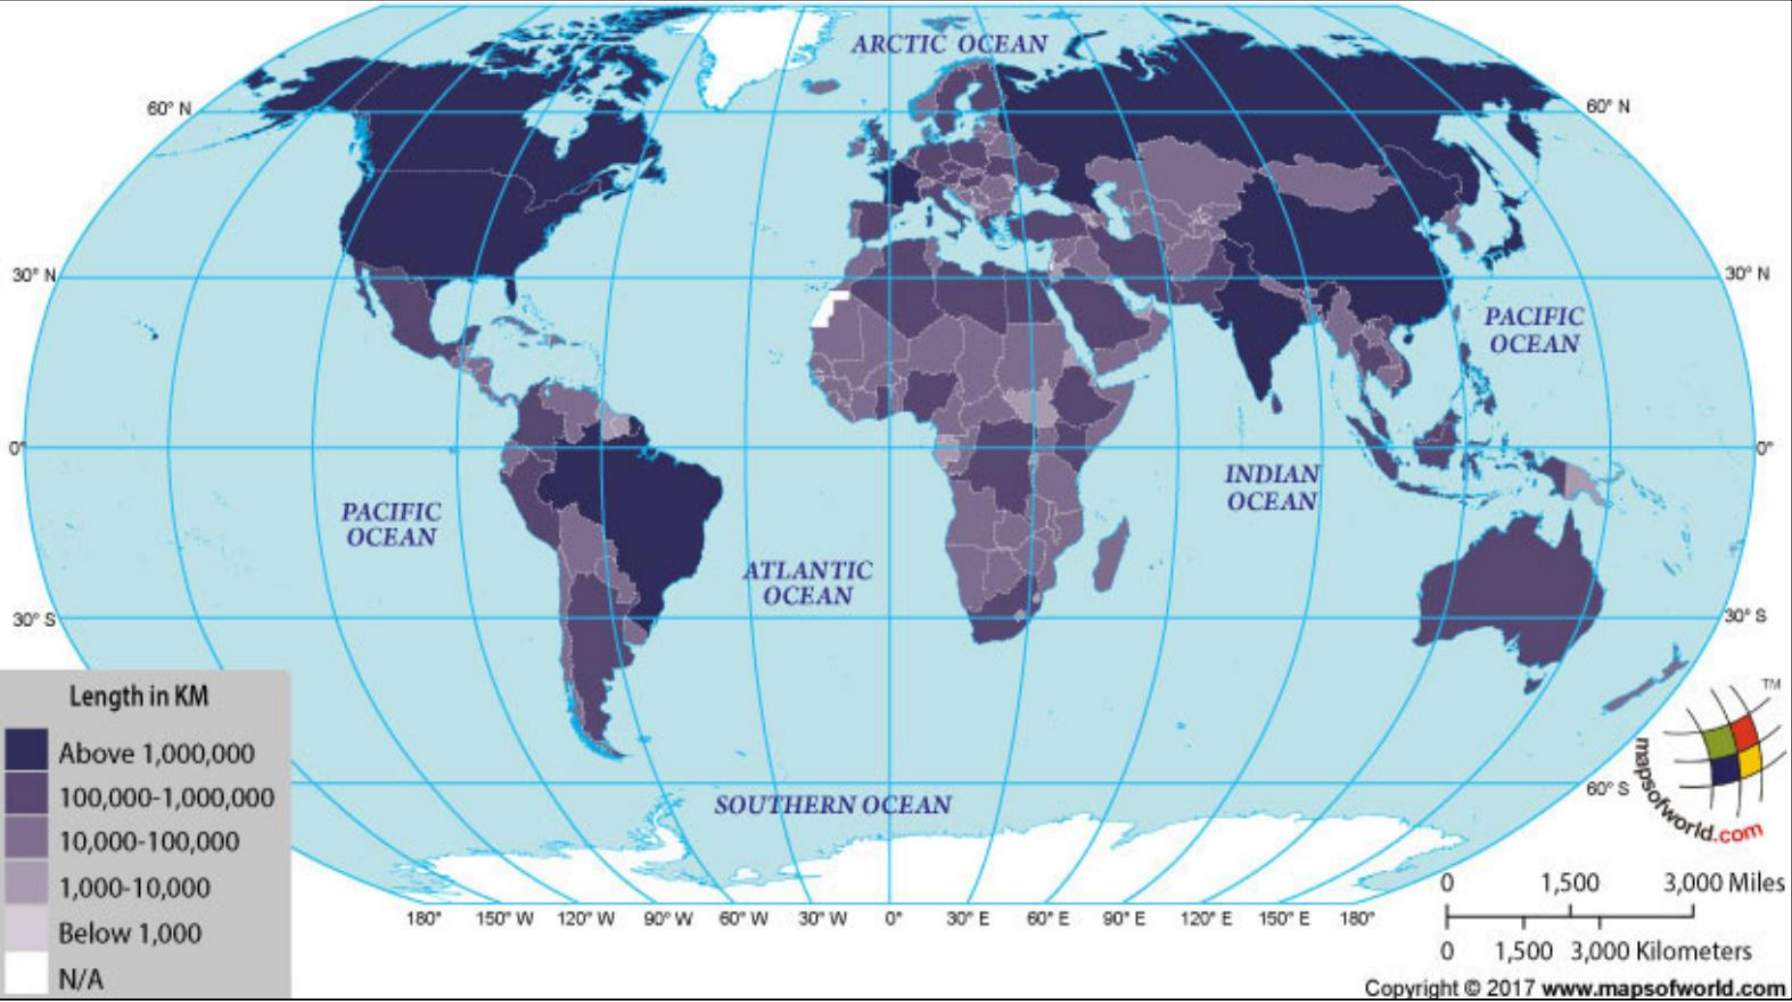 ARCTIC OCEAN
60° N
60° N
30° N
30° N
PACIFIC
OCEAN
0°
0°
INDIAN
OCEAN
PACIFIC
OCEAN
ATLANTIC
OCEAN
30° S
30° S
Length in KM
Above 1,000,000
100,000-1,000,000
10,000-100,000
1,000-10,000
Below 1,000
N/A
SOUTHERN OCEAN
60° S
TM
mapsofworld.com
180° 150° W 120° W 90° W 60° W 30° W 0° 30° E 60° E 90° E 120° E 150° E 180°
0 1,500 3,000 Miles
0 1,500 3,000 Kilometers
Copyright © 2017 www.mapsofworld.com